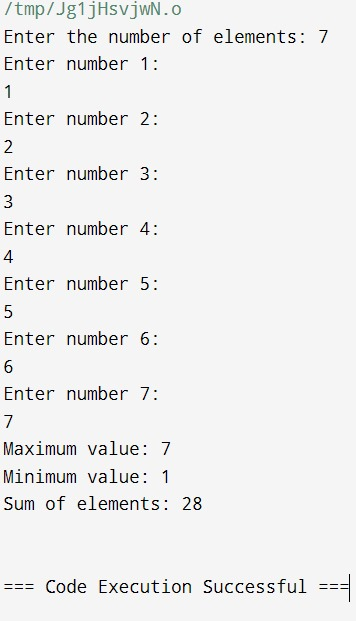 /tmp/Jg1jHsvjwN.o
Enter the number of elements: 7
Enter number 1:
1
Enter number 2:
2
Enter number 3:
3
Enter number 4:
4
Enter number 5:
5
Enter number 6:
6
Enter number 7:
7
Maximum value: 7
Minimum value: 1
Sum of elements: 28
=== Code Execution Successful ===